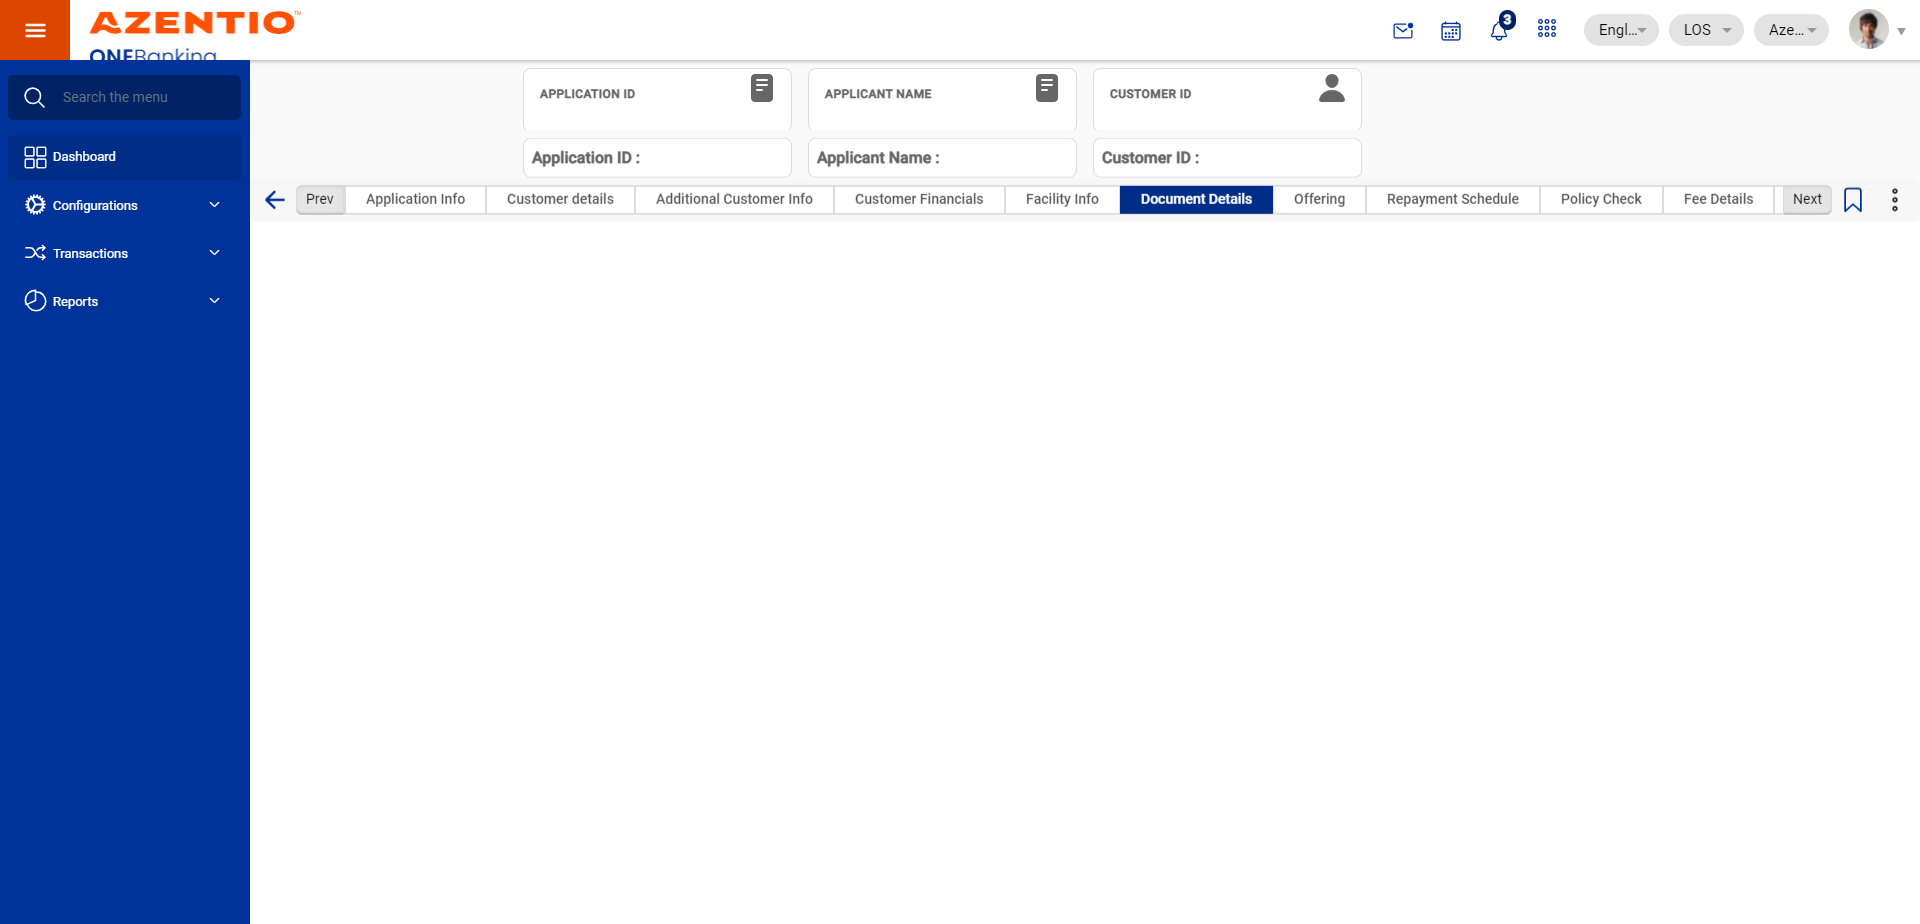 AZENTIO™
ONEBanking
3
Engl...
LOS
Aze...
Search the menu
Dashboard
Configurations
Transactions
Reports
APPLICATION ID
APPLICANT NAME
CUSTOMER ID
Application ID :
Applicant Name :
Customer ID :
Prev
Application Info
Customer details
Additional Customer Info
Customer Financials
Facility Info
Document Details
Offering
Repayment Schedule
Policy Check
Fee Details
Next